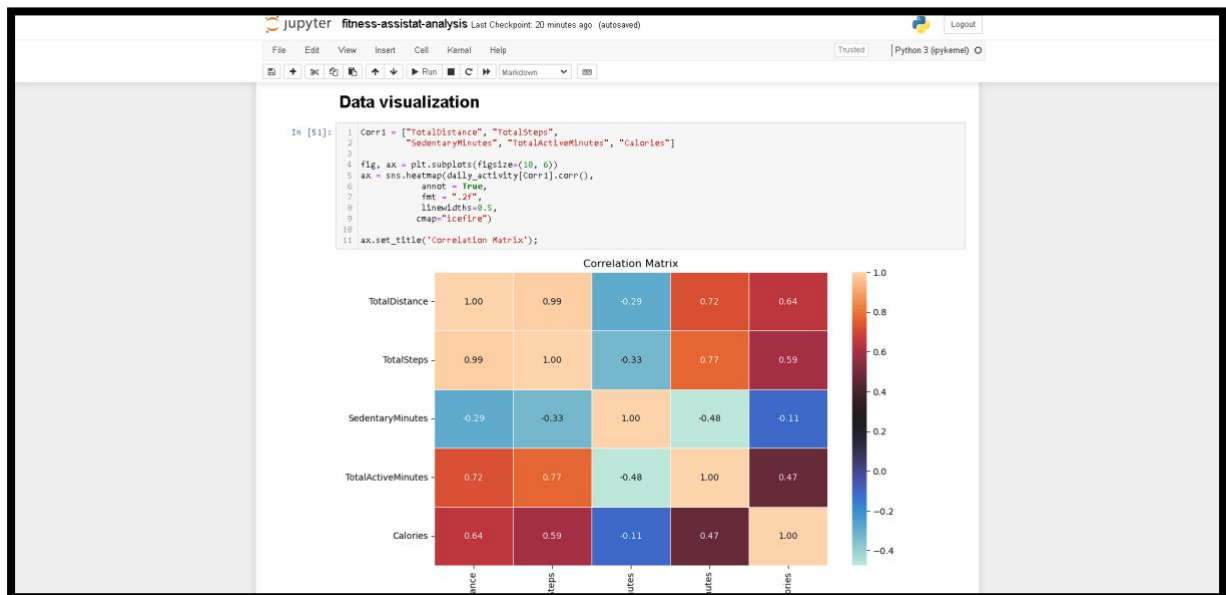 jupyter fitness-assistat-analysis Last Checkpoint: 20 minutes ago (autosaved) Logout
File Edit View Insert Cell Kernel Help Trusted Python 3 (ipykernel)
Run Markdown
Data visualization
In [51]:
1 Corr1 = ["TotalDistance", "TotalSteps",
2 "SedentaryMinutes", "TotalActiveMinutes", "Calories"]
3
4 fig, ax = plt.subplots(figsize=(10, 6))
5 ax = sns.heatmap(daily_activity[Corr1].corr(),
6 annot = True,
7 fmt = ".2f",
8 linewidths=0.5,
9 cmap="icefire")
10
11 ax.set_title('Correlation Matrix');
Correlation Matrix
TotalDistance 1.00 0.99 -0.29 0.72 0.64
TotalSteps 0.99 1.00 -0.33 0.77 0.59
SedentaryMinutes -0.29 -0.33 1.00 -0.48 -0.11
TotalActiveMinutes 0.72 0.77 -0.48 1.00 0.47
Calories 0.64 0.59 -0.11 0.47 1.00
1.0
0.8
0.6
0.4
0.2
0.0
−0.2
−0.4
ance
steps
nutes
nutes
ories